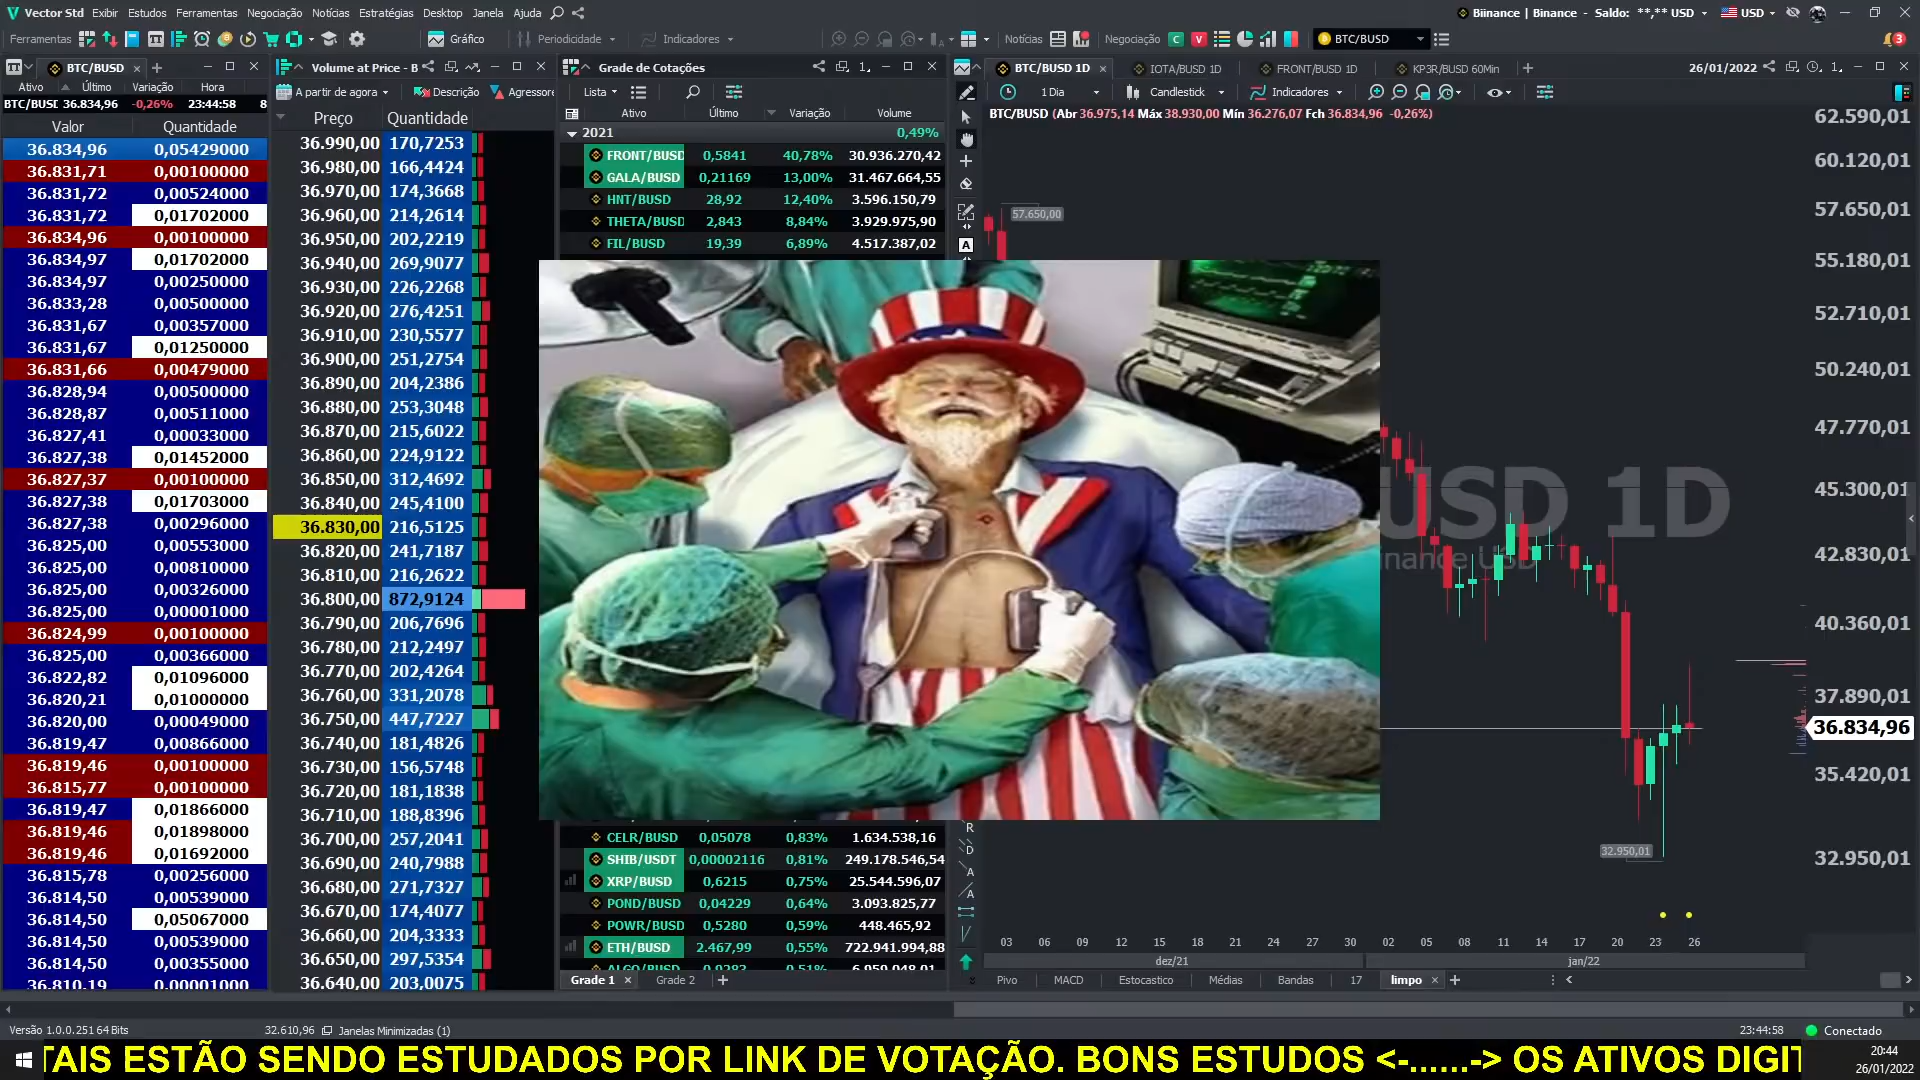 Vector Std Exibir Estudos Ferramentas Negociação Notícias Estratégias Desktop Janela Ajuda Biinance | Binance - Saldo: **,** USD USD
Ferramentas Gráfico Periodicidade Indicadores Notícias Negociação C V BTC/BUSD 3
BTC/BUSD
Ativo Último Variação Hora
BTC/BUSI 36.834,96 -0,26% 23:44:58 8
Valor Quantidade
36.834,96 0,05429000
36.831,71 0,00100000
36.831,72 0,00524000
36.831,72 0,01702000
36.834,96 0,00100000
36.834,97 0,01702000
36.834,97 0,00250000
36.833,28 0,00500000
36.831,67 0,00357000
36.831,67 0,01250000
36.831,66 0,00479000
36.828,94 0,00500000
36.828,87 0,00511000
36.827,41 0,00033000
36.827,38 0,01452000
36.827,37 0,00100000
36.827,38 0,01703000
36.827,38 0,00296000
36.825,00 0,00553000
36.825,00 0,00810000
36.825,00 0,00326000
36.825,00 0,00001000
36.824,99 0,00100000
36.825,00 0,00366000
36.822,82 0,01096000
36.820,21 0,01000000
36.820,00 0,00049000
36.819,47 0,00866000
36.819,46 0,00100000
36.815,77 0,00100000
36.819,47 0,01866000
36.819,46 0,01898000
36.819,46 0,01692000
36.815,78 0,00256000
36.814,50 0,00539000
36.814,50 0,05067000
36.814,50 0,00539000
36.814,50 0,00355000
36.810,19 0,00001000
Volume at Price - B
A partir de agora Descrição Agressore
Preço Quantidade
36.990,00 170,7253
36.980,00 166,4424
36.970,00 174,3668
36.960,00 214,2614
36.950,00 202,2219
36.940,00 269,9077
36.930,00 226,2268
36.920,00 276,4251
36.910,00 230,5577
36.900,00 251,2754
36.890,00 204,2386
36.880,00 253,3048
36.870,00 215,6022
36.860,00 224,9122
36.850,00 312,4692
36.840,00 245,4100
36.830,00 216,5125
36.820,00 241,7187
36.810,00 216,2622
36.800,00 872,9124
36.790,00 206,7696
36.780,00 212,2497
36.770,00 202,4264
36.760,00 331,2078
36.750,00 447,7227
36.740,00 181,4826
36.730,00 156,5748
36.720,00 181,1838
36.710,00 188,8396
36.700,00 257,2041
36.690,00 240,7988
36.680,00 271,7327
36.670,00 174,4077
36.660,00 204,3333
36.650,00 297,5354
36.640,00 203,0075
Grade de Cotações 1
Lista
Ativo Último Variação Volume
2021 0,49%
FRONT/BUSD 0,5841 40,78% 30.936.270,42
GALA/BUSD 0,21169 13,00% 31.467.664,55
HNT/BUSD 28,92 12,40% 3.596.150,79
THETA/BUSD 2,843 8,84% 3.929.975,90
FIL/BUSD 19,39 6,89% 4.517.387,02
CELR/BUSD 0,05078 0,83% 1.634.538,16
SHIB/USDT 0,00002116 0,81% 249.178.546,54
XRP/BUSD 0,6215 0,75% 25.544.596,07
POND/BUSD 0,04229 0,64% 3.093.825,77
POWR/BUSD 0,5280 0,59% 448.465,92
ETH/BUSD 2.467,99 0,55% 722.941.994,88
ALGO/BUSD 0,9283 0,51% 6.959.048,01
Grade 1 Grade 2
BTC/BUSD 1D IOTA/BUSD 1D FRONT/BUSD 1D KP3R/BUSD 60Min 26/01/2022 1
1 Dia Candlestick Indicadores
BTC/BUSD (Abr 36.975,14 Máx 38.930,00 Mín 36.276,07 Fch 36.834,96 -0,26%)
62.590,01
60.120,01
57.650,00 57.650,01
55.180,01
52.710,01
50.240,01
47.770,01
USD 1D
45.300,01
inance USD
42.830,01
40.360,01
37.890,01
36.834,96
35.420,01
32.950,01 32.950,01
03 06 09 12 15 18 21 24 27 30 02 05 08 11 14 17 20 23 26
dez/21 jan/22
Pivo MACD Estocastico Médias Bandas 17 limpo
Versão 1.0.0.251 64 Bits 32.610,96 Janelas Minimizadas (1) 23:44:58 Conectado
TAIS ESTÃO SENDO ESTUDADOS POR LINK DE VOTAÇÃO. BONS ESTUDOS <-......-> OS ATIVOS DIGIT
20:44
26/01/2022